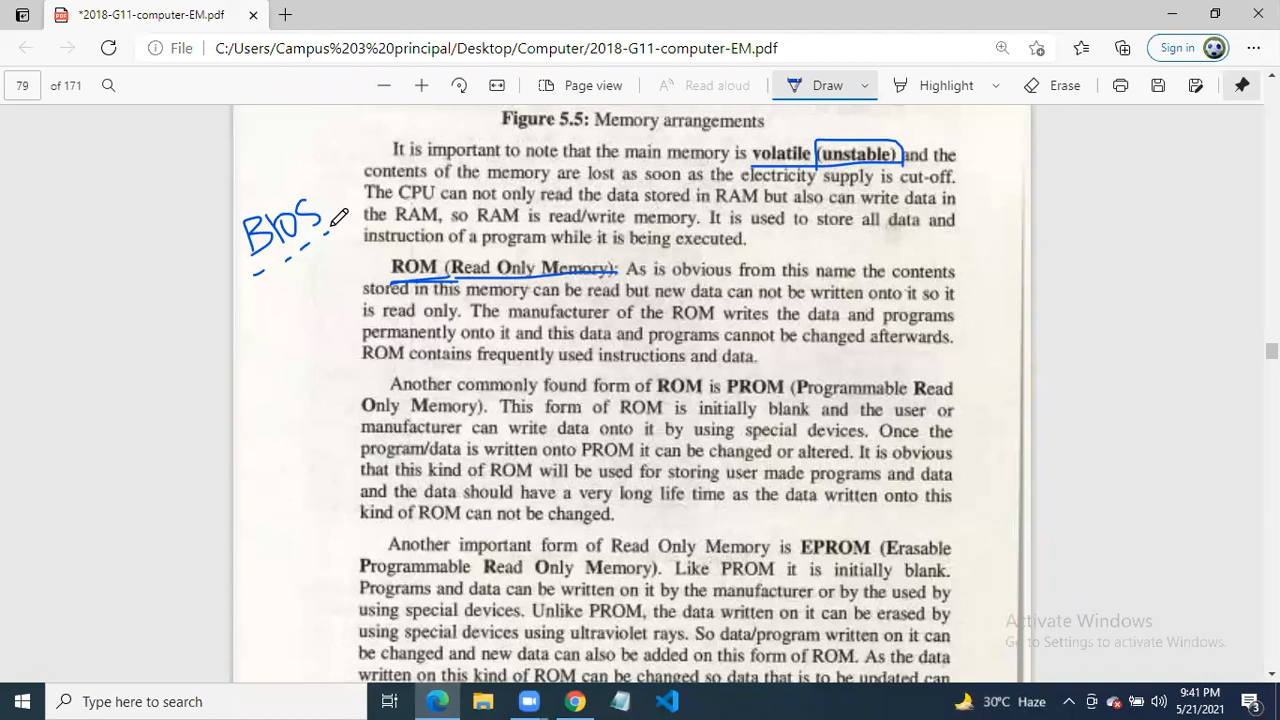 *2018-G11-computer-EM.pdf
File C:/Users/Campus%203%20principal/Desktop/Computer/2018-G11-computer-EM.pdf Sign in
79 of 171 Page view Read aloud Draw Highlight Erase
Figure 5.5: Memory arrangements
It is important to note that the main memory is volatile (unstable) and the
contents of the memory are lost as soon as the electricity supply is cut-off.
The CPU can not only read the data stored in RAM but also can write data in
the RAM, so RAM is read/write memory. It is used to store all data and
instruction of a program while it is being executed.
BIOS
ROM (Read Only Memory): As is obvious from this name the contents
stored in this memory can be read but new data can not be written onto it so it
is read only. The manufacturer of the ROM writes the data and programs
permanently onto it and this data and programs cannot be changed afterwards.
ROM contains frequently used instructions and data.
Another commonly found form of ROM is PROM (Programmable Read
Only Memory). This form of ROM is initially blank and the user or
manufacturer can write data onto it by using special devices. Once the
program/data is written onto PROM it can be changed or altered. It is obvious
that this kind of ROM will be used for storing user made programs and data
and the data should have a very long life time as the data written onto this
kind of ROM can not be changed.
Another important form of Read Only Memory is EPROM (Erasable
Programmable Read Only Memory). Like PROM it is initially blank.
Programs and data can be written on it by the manufacturer or by the used by
using special devices. Unlike PROM, the data written on it can be erased by
using special devices using ultraviolet rays. So data/program written on it can
be changed and new data can also be added on this form of ROM. As the data
written on this kind of ROM can be changed so data that is to be updated can
Activate Windows
Go to Settings to activate Windows.
Type here to search
30°C Haze
9:41 PM
5/21/2021
3